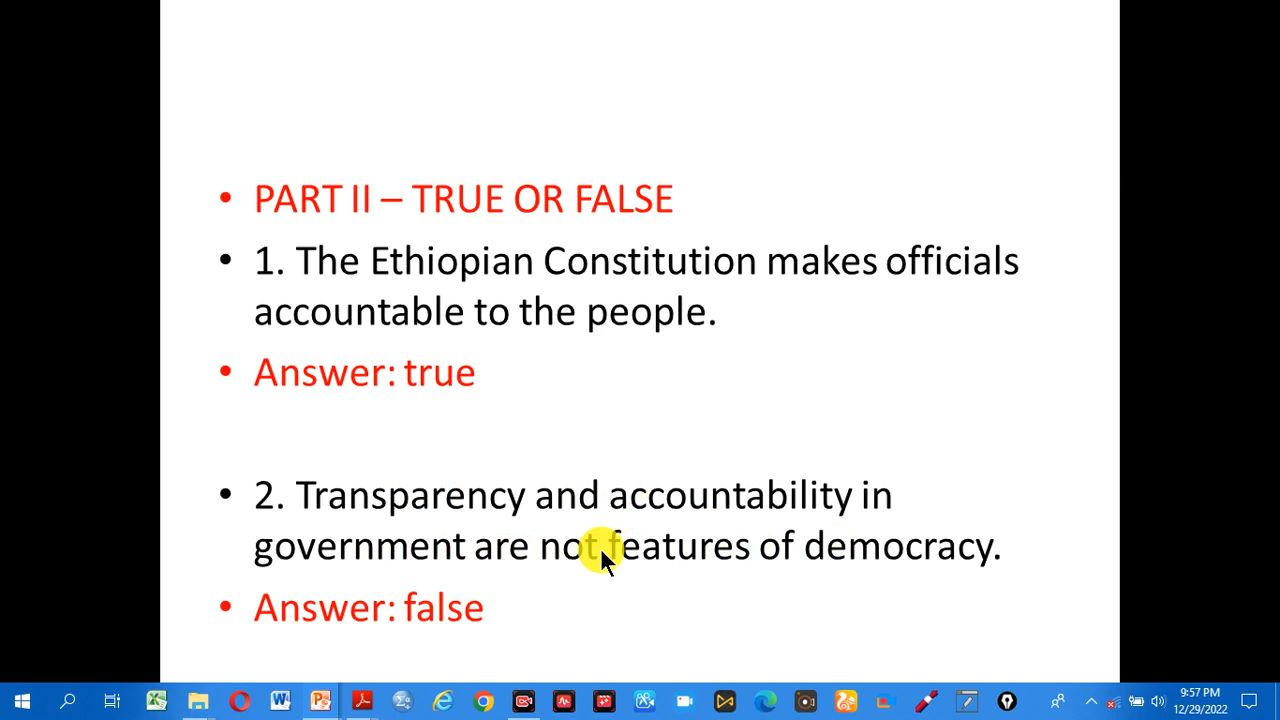 • PART II – TRUE OR FALSE
• 1. The Ethiopian Constitution makes officials
accountable to the people.
• Answer: true
• 2. Transparency and accountability in
government are not features of democracy.
• Answer: false
9:57 PM
12/29/2022